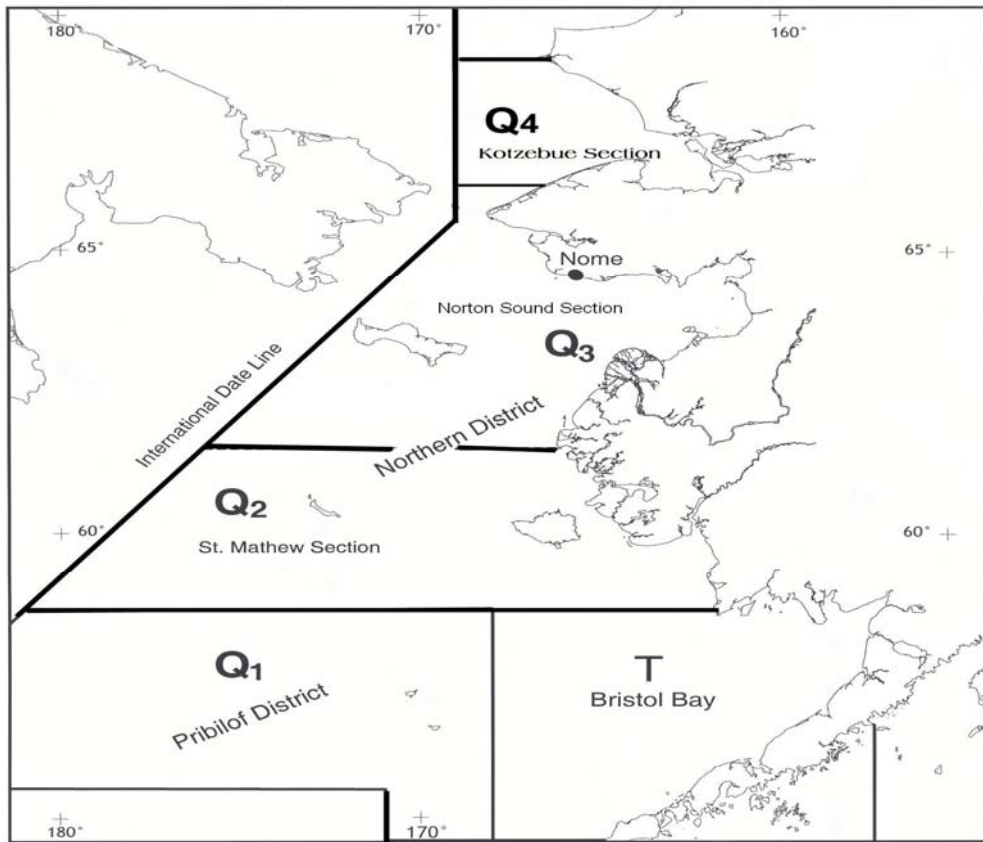 180°
170°
160°
Q4
Kotzebue Section
65°
65°
Nome
Norton Sound Section
Q3
International Date Line
Northern District
Q2
St. Mathew Section
60°
60°
Q1
Pribilof District
T
Bristol Bay
180°
170°
160°